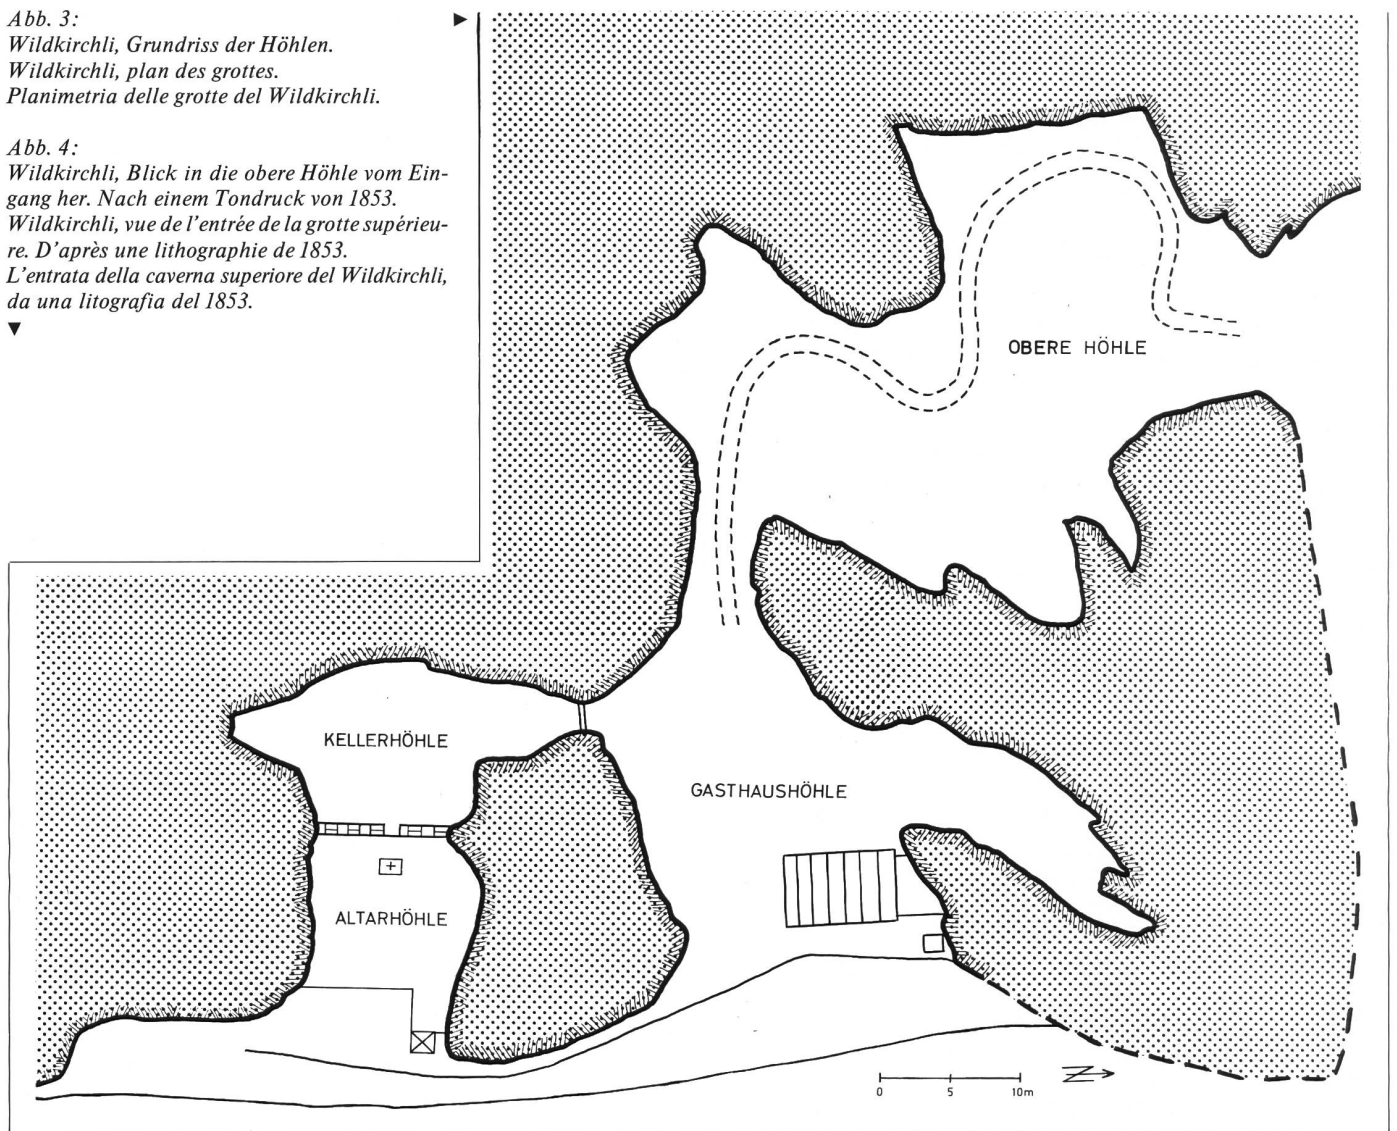 Abb. 3:
Wildkirchli, Grundriss der Höhlen.
Wildkirchli, plan des grottes.
Planimetria delle grotte del Wildkirchli.
Abb. 4:
Wildkirchli, Blick in die obere Höhle vom Ein-
gang her. Nach einem Tondruck von 1853.
Wildkirchli, vue de l'entrée de la grotte supérieu-
re. D'après une lithographie de 1853.
L'entrata della caverna superiore del Wildkirchli,
da una litografia del 1853.
OBERE HÖHLE
KELLERHÖHLE
GASTHAUSHÖHLE
ALTARHÖHLE
0 5 10m
N